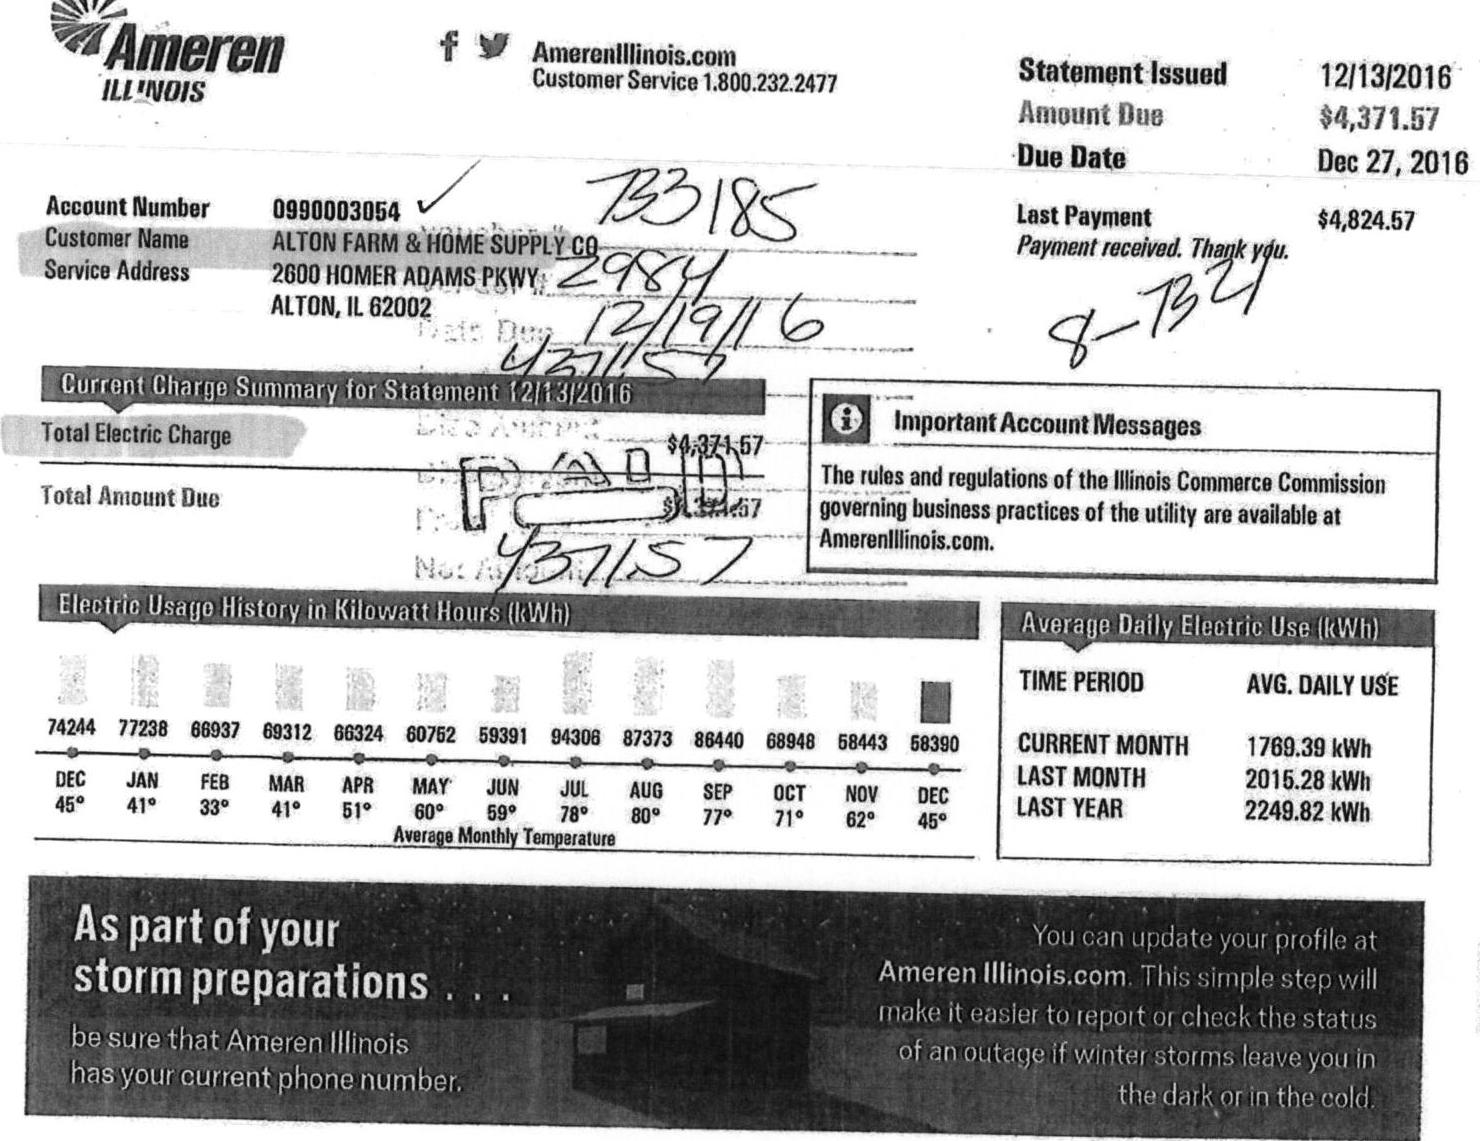 Ameren
ILLINOIS
AmerenIllinois.com
Customer Service 1.800.232.2477
Statement Issued 12/13/2016
Amount Due $4,371.57
Due Date Dec 27, 2016
Account Number 0990003054
733185
Customer Name ALTON FARM & HOME SUPPLY CO
Service Address 2600 HOMER ADAMS PKWY
2984
ALTON, IL 62002
Date Due 12/19/16
4371.57
Last Payment $4,824.57
Payment received. Thank you.
8-7321
Current Charge Summary for Statement 12/13/2016
Total Electric Charge $4,371.57
PAID
Total Amount Due
4371.57
Important Account Messages
The rules and regulations of the Illinois Commerce Commission
governing business practices of the utility are available at
AmerenIllinois.com.
Electric Usage History in Kilowatt Hours (kWh)
74244 77238 66937 69312 66324 60752 59391 94306 87373 86440 68948 58443 58390
DEC JAN FEB MAR APR MAY JUN JUL AUG SEP OCT NOV DEC
45° 41° 33° 41° 51° 60° 59° 78° 80° 77° 71° 62° 45°
Average Monthly Temperature
Average Daily Electric Use (kWh)
TIME PERIOD AVG. DAILY USE
CURRENT MONTH 1769.39 kWh
LAST MONTH 2015.28 kWh
LAST YEAR 2249.82 kWh
As part of your
storm preparations . . .
be sure that Ameren Illinois
has your current phone number.
You can update your profile at
Ameren Illinois.com. This simple step will
make it easier to report or check the status
of an outage if winter storms leave you in
the dark or in the cold.